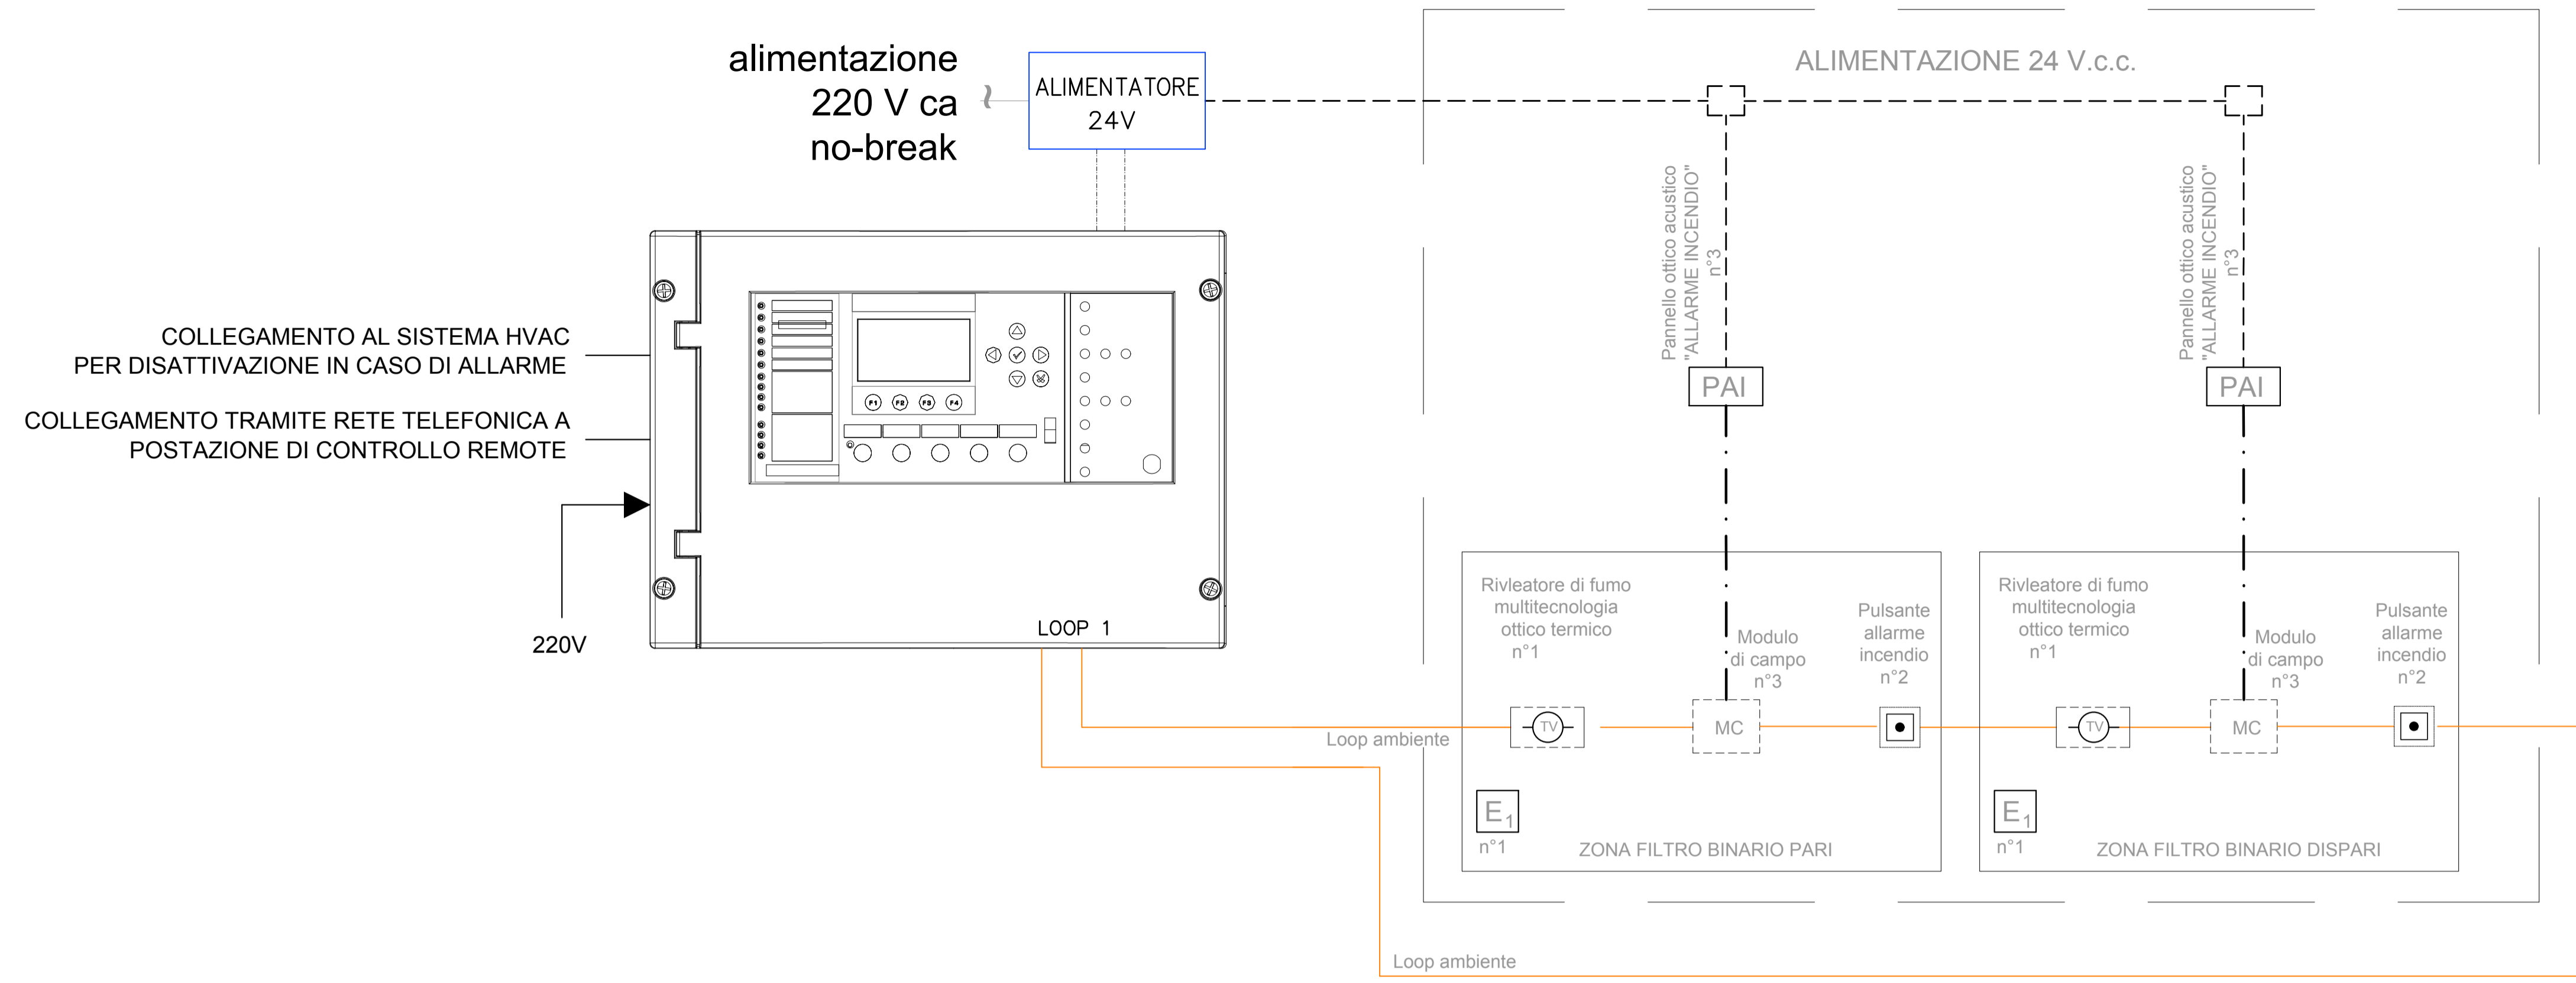 alimentazione
220 V ca
no-break
ALIMENTATORE
24V
ALIMENTAZIONE 24 V.c.c.
Pannello ottico acustico
"ALLARME INCENDIO"
n°3
Pannello ottico acustico
"ALLARME INCENDIO"
n°3
PAI
PAI
COLLEGAMENTO AL SISTEMA HVAC
PER DISATTIVAZIONE IN CASO DI ALLARME
COLLEGAMENTO TRAMITE RETE TELEFONICA A
POSTAZIONE DI CONTROLLO REMOTE
220V
F1 F2 F3 F4
LOOP 1
Loop ambiente
Rivleatore di fumo
multitecnologia
ottico termico
n°1
Modulo
di campo
n°3
Pulsante
allarme
incendio
n°2
TV
MC
E1
n°1
ZONA FILTRO BINARIO PARI
Rivleatore di fumo
multitecnologia
ottico termico
n°1
Modulo
di campo
n°3
Pulsante
allarme
incendio
n°2
TV
MC
E1
n°1
ZONA FILTRO BINARIO DISPARI
Loop ambiente